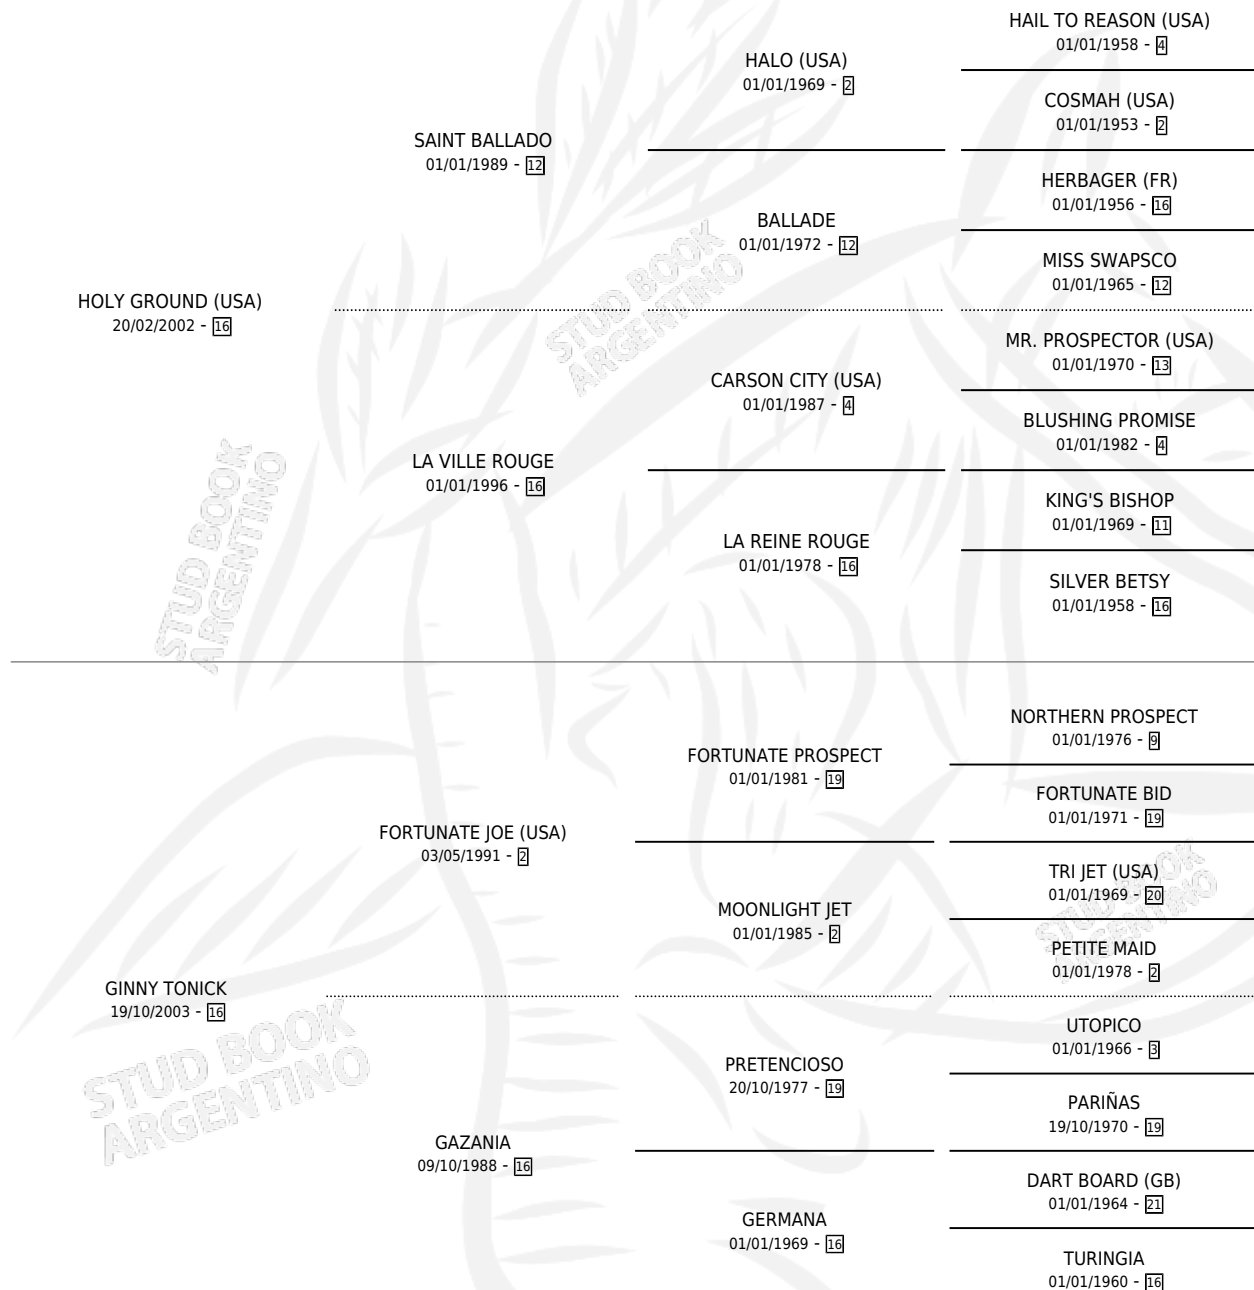 HAIL TO REASON (USA)
01/01/1958 - 4
HALO (USA)
01/01/1969 - 2
COSMAH (USA)
01/01/1953 - 2
SAINT BALLADO
01/01/1989 - 12
HERBAGER (FR)
01/01/1956 - 16
BALLADE
01/01/1972 - 12
MISS SWAPSCO
01/01/1965 - 12
HOLY GROUND (USA)
20/02/2002 - 16
MR. PROSPECTOR (USA)
01/01/1970 - 13
CARSON CITY (USA)
01/01/1987 - 4
BLUSHING PROMISE
01/01/1982 - 4
LA VILLE ROUGE
01/01/1996 - 16
KING'S BISHOP
01/01/1969 - 11
LA REINE ROUGE
01/01/1978 - 16
SILVER BETSY
01/01/1958 - 16
NORTHERN PROSPECT
01/01/1976 - 9
FORTUNATE PROSPECT
01/01/1981 - 19
FORTUNATE BID
01/01/1971 - 19
FORTUNATE JOE (USA)
03/05/1991 - 2
TRI JET (USA)
01/01/1969 - 20
MOONLIGHT JET
01/01/1985 - 2
PETITE MAID
01/01/1978 - 2
GINNY TONICK
19/10/2003 - 16
UTOPICO
01/01/1966 - 3
PRETENCIOSO
20/10/1977 - 19
PARIÑAS
19/10/1970 - 19
GAZANIA
09/10/1988 - 16
DART BOARD (GB)
01/01/1964 - 21
GERMANA
01/01/1969 - 16
TURINGIA
01/01/1960 - 16
STUD BOOK
ARGENTINO
STUD BOOK
ARGENTINO
STUD BOOK
ARGENTINO
STUD BOOK
ARGENTINO